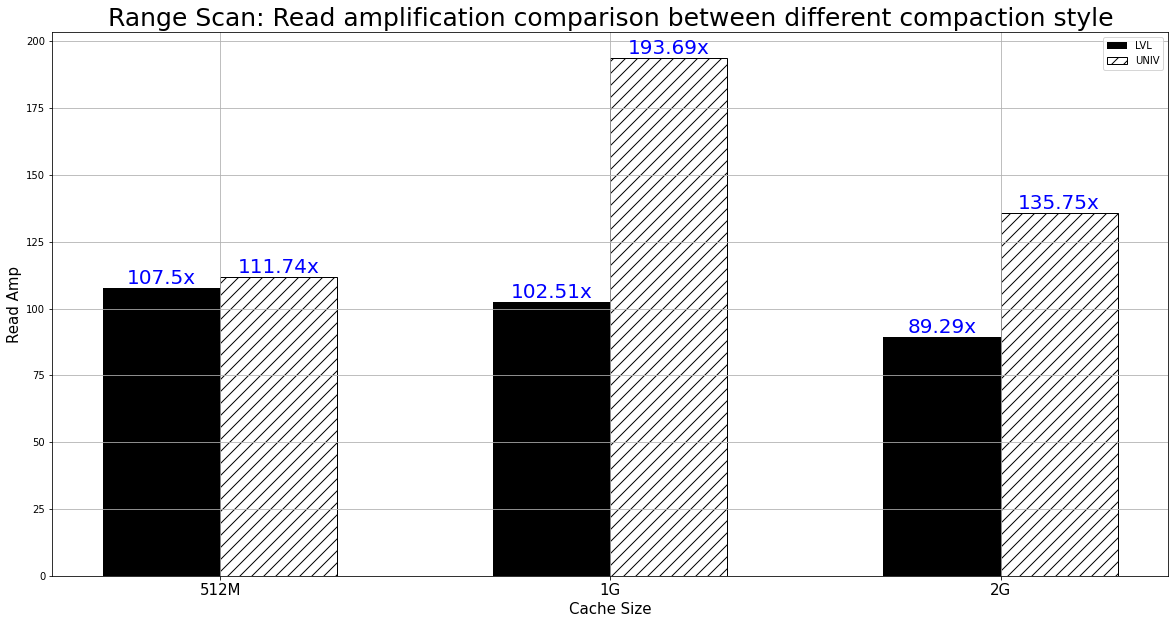 Range Scan: Read amplification comparison between different compaction style
LVL
UNIV
200
175
150
125
100
75
50
25
0
Read Amp
107.5x
111.74x
102.51x
193.69x
89.29x
135.75x
512M
1G
2G
Cache Size